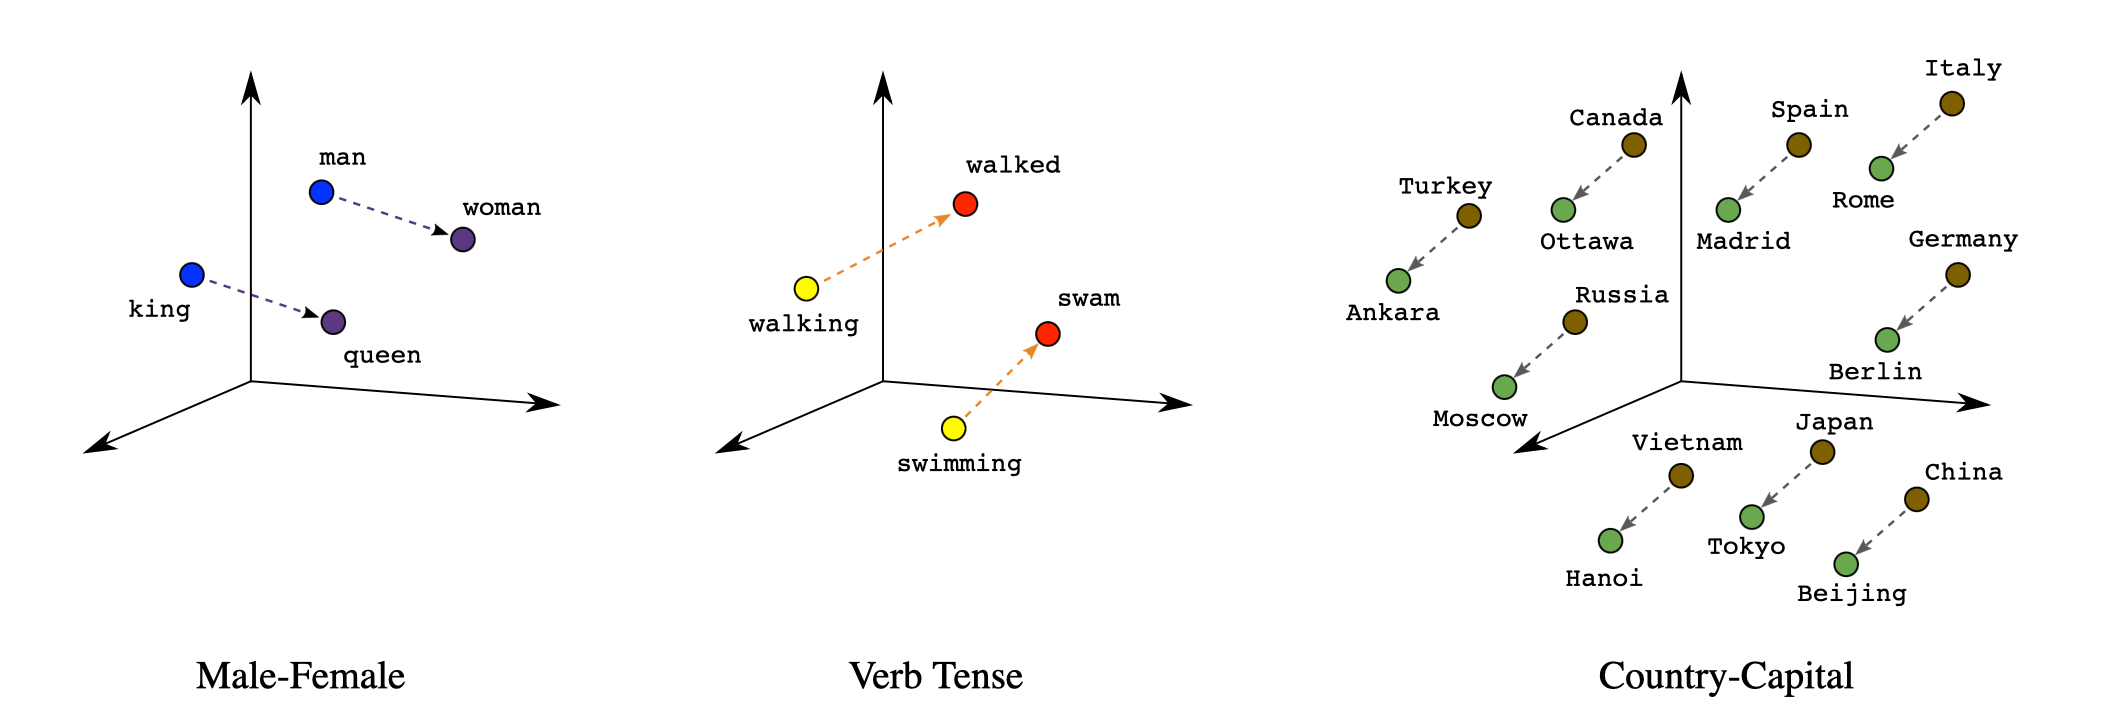 man
woman
king
queen
Male-Female
walked
walking
swam
swimming
Verb Tense
Italy
Canada
Spain
Turkey
Rome
Ottawa
Madrid
Germany
Ankara
Russia
Berlin
Moscow
Japan
Vietnam
China
Tokyo
Hanoi
Beijing
Country-Capital